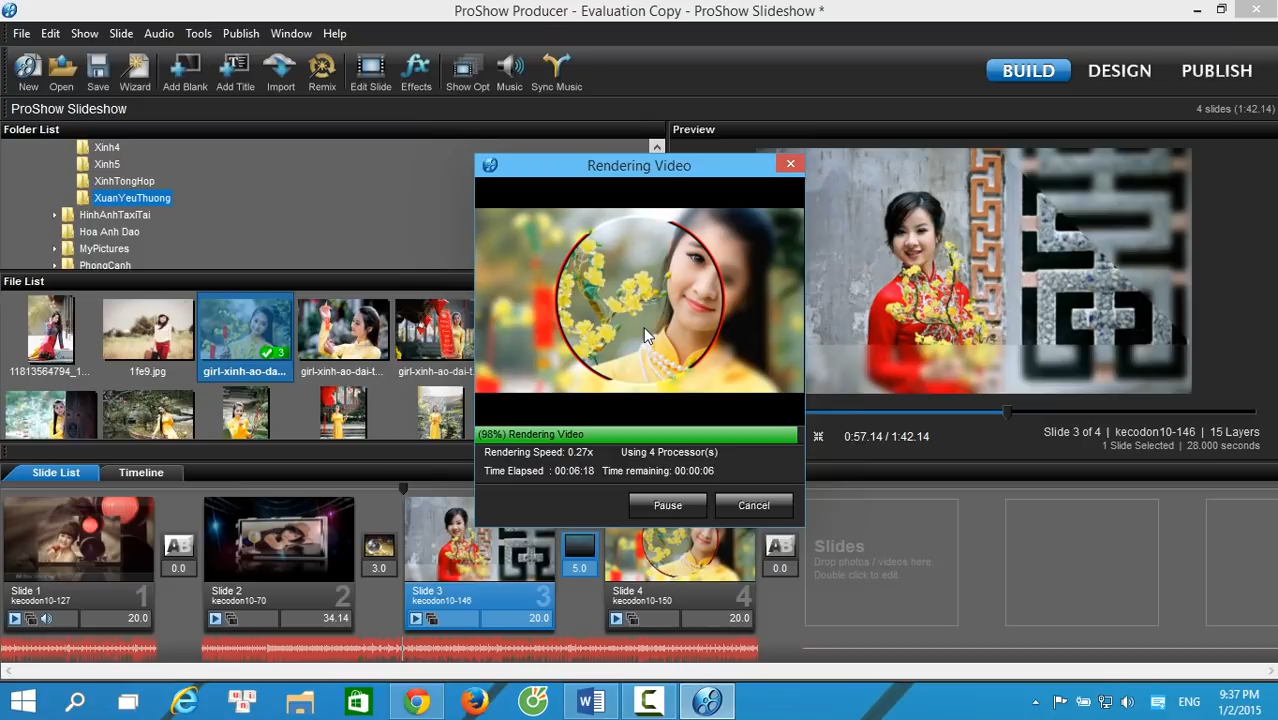 ProShow Producer - Evaluation Copy - ProShow Slideshow *
File Edit Show Slide Audio Tools Publish Window Help
New Open Save Wizard Add Blank Add Title Import Remix Edit Slide Effects Show Opt Music Sync Music
BUILD DESIGN PUBLISH
ProShow Slideshow
4 slides (1:42.14)
Folder List
Xinh4
Xinh5
XinhTongHop
XuanYeuThuong
HinhAnhTaxiTai
Hoa Anh Dao
MyPictures
PhongCanh
File List
3
11813564794_1... 1fe9.jpg girl-xinh-ao-da... girl-xinh-ao-dai-t... girl-xinh-ao-dai-t.
Rendering Video
(98%) Rendering Video
Rendering Speed: 0.27x Using 4 Processor(s)
Time Elapsed : 00:06:18 Time remaining: 00:00:06
Pause Cancel
Preview
0:57.14 / 1:42.14
Slide 3 of 4 | kecodon10-146 | 15 Layers
1 Slide Selected | 28.000 seconds
Slide List Timeline
Slide 1
kecodon10-127
1
20.0
AB
0.0
Slide 2
kecodon10-70
2
34.14
3.0
Slide 3
kecodon10-146
3
20.0
5.0
Slide 4
kecodon10-150
4
20.0
AB
0.0
Slides
Drop photos / videos here.
Double click to edit.
ENG
9:37 PM
1/2/2015